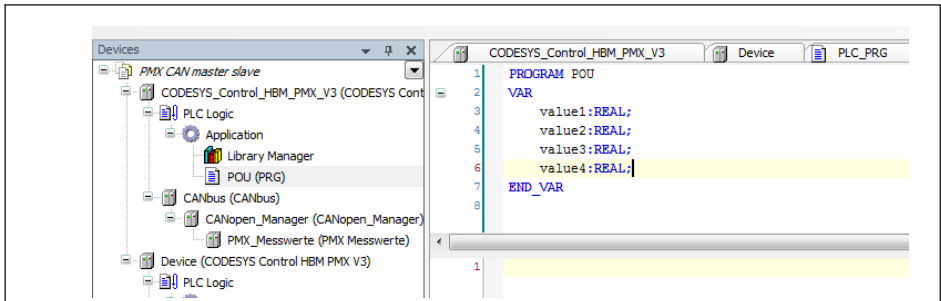 Devices
PMX CAN master slave
CODESYS_Control_HBM_PMX_V3 (CODESYS Cont
PLC Logic
Application
Library Manager
POU (PRG)
CANbus (CANbus)
CANopen_Manager (CANopen_Manager)
PMX_Messwerte (PMX Messwerte)
Device (CODESYS Control HBM PMX V3)
PLC Logic
CODESYS_Control_HBM_PMX_V3 Device PLC_PRG
1 PROGRAM POU
2 VAR
3 value1:REAL;
4 value2:REAL;
5 value3:REAL;
6 value4:REAL;
7 END_VAR
8
1